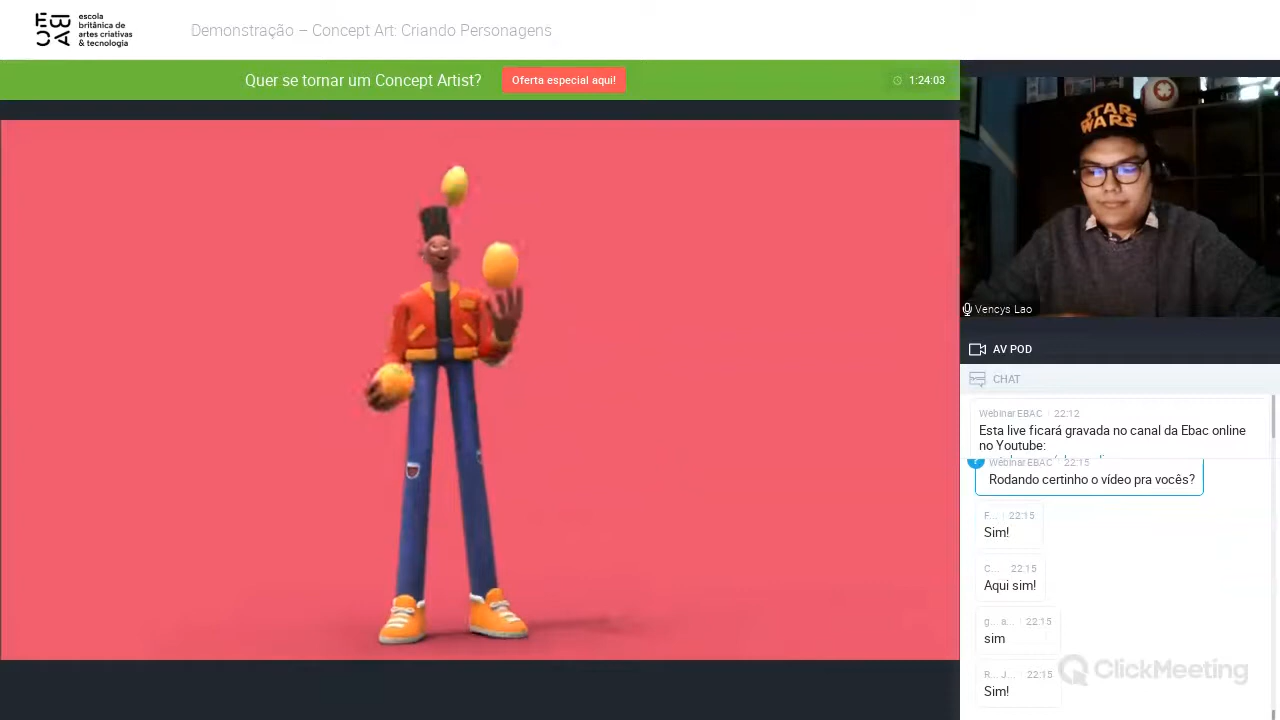 escola
britânica de
artes criativas
& tecnologia
Demonstração – Concept Art: Criando Personagens
Quer se tornar um Concept Artist?
Oferta especial aqui!
1:24:03
STAR
WARS
Vencys Lao
AV POD
CHAT
Webinar EBAC 22:12
Esta live ficará gravada no canal da Ebac online
no Youtube:
Webinar EBAC 22:15
Rodando certinho o vídeo pra vocês?
F... 22:15
Sim!
C... 22:15
Aqui sim!
g... a... 22:15
sim
R... J... 22:15
Sim!
ClickMeeting